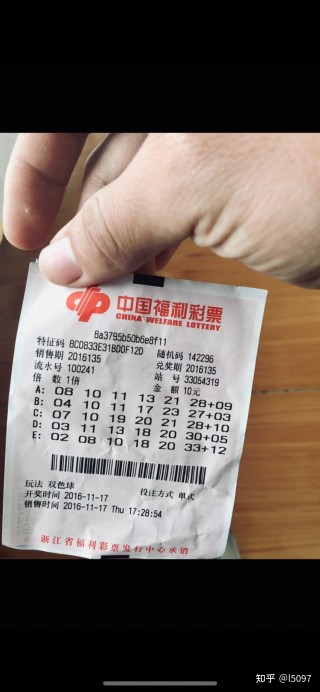 中国福利彩票
CHINA WELFARE LOTTERY
8a3795b50b6e8f11
特征码 BC0833E31BD0F12D 随机码 142296
销售期 2016135 兑奖期 2016135
流水号 100241 站 号 33054319
倍 数 1倍 金 额 10元
A: 08 10 11 13 21 28+09
B: 04 10 11 17 23 27+03
C: 07 10 19 20 21 28+10
D: 03 11 13 18 20 30+05
E: 02 08 10 18 20 33+12
玩法 双色球 投注方式 单式
开奖时间 2016-11-17
销售时间 2016-11-17 Thu 17:28:54
浙江省福利彩票发行中心承销
知乎 @l5097